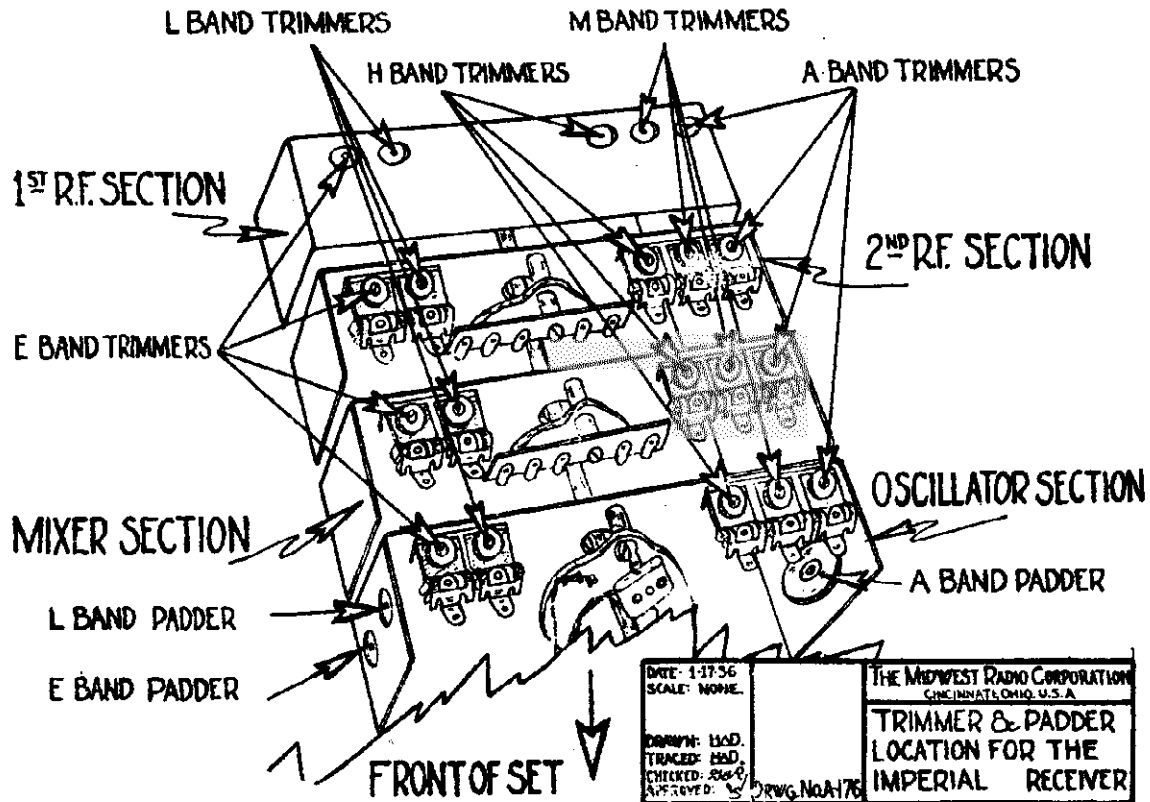 L BAND TRIMMERS
M BAND TRIMMERS
H BAND TRIMMERS
A BAND TRIMMERS
1ST R.F. SECTION
2ND R.F. SECTION
E BAND TRIMMERS
OSCILLATOR SECTION
MIXER SECTION
A BAND PADDER
L BAND PADDER
E BAND PADDER
FRONT OF SET
DATE: 1-17-36
SCALE: NONE.
DRAWN: HAD.
TRACED: HAD.
CHECKED:
APPROVED:
DRWG. NO. A-176
THE MIDWEST RADIO CORPORATION
CINCINNATI, OHIO, U.S.A
TRIMMER & PADDER
LOCATION FOR THE
IMPERIAL RECEIVER